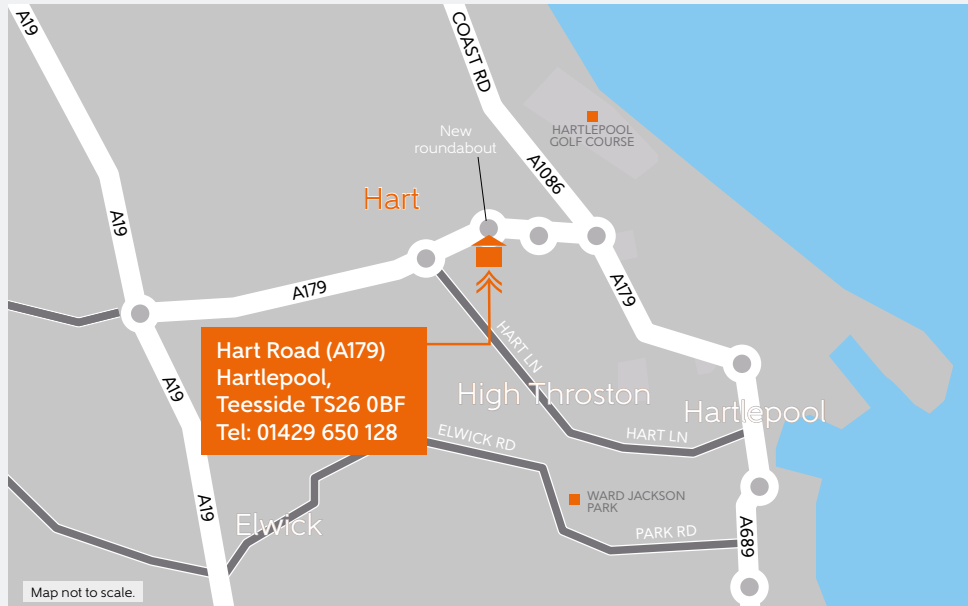 A19
COAST RD
HARTLEPOOL
GOLF COURSE
New
roundabout
A1086
Hart
A19
A179
A179
Hart Road (A179)
Hartlepool,
Teesside TS26 0BF
Tel: 01429 650 128
HART LN
A19
High Throston
Hartlepool
HART LN
ELWICK RD
WARD JACKSON
PARK
A19
Elwick
PARK RD
A689
Map not to scale.